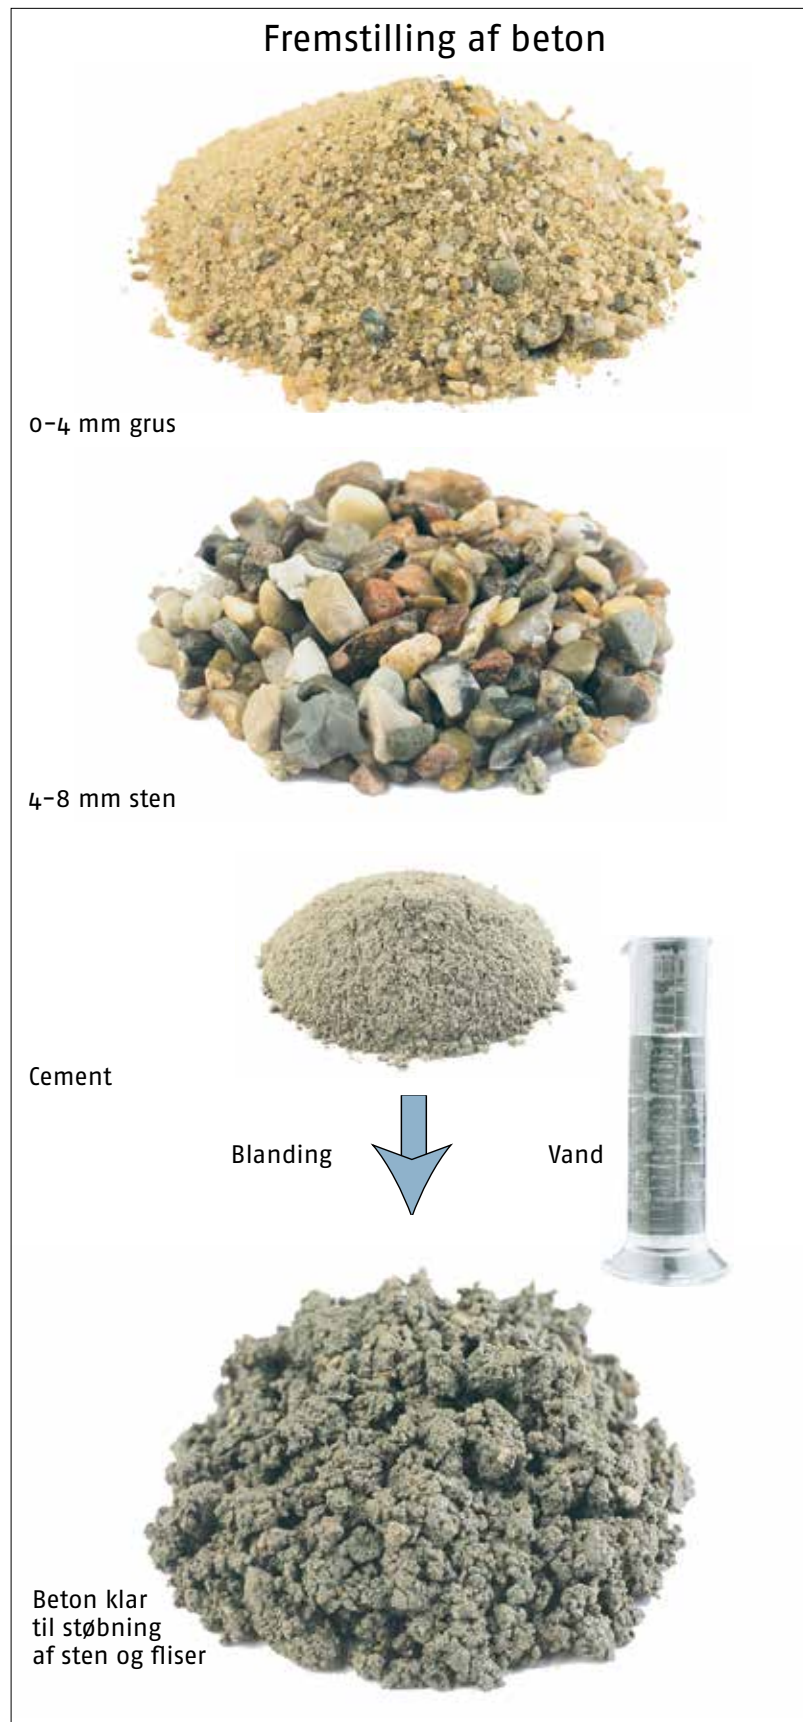 Fremstilling af beton
0-4 mm grus
4-8 mm sten
Cement
Blanding
Vand
Beton klar
til støbning
af sten og fliser